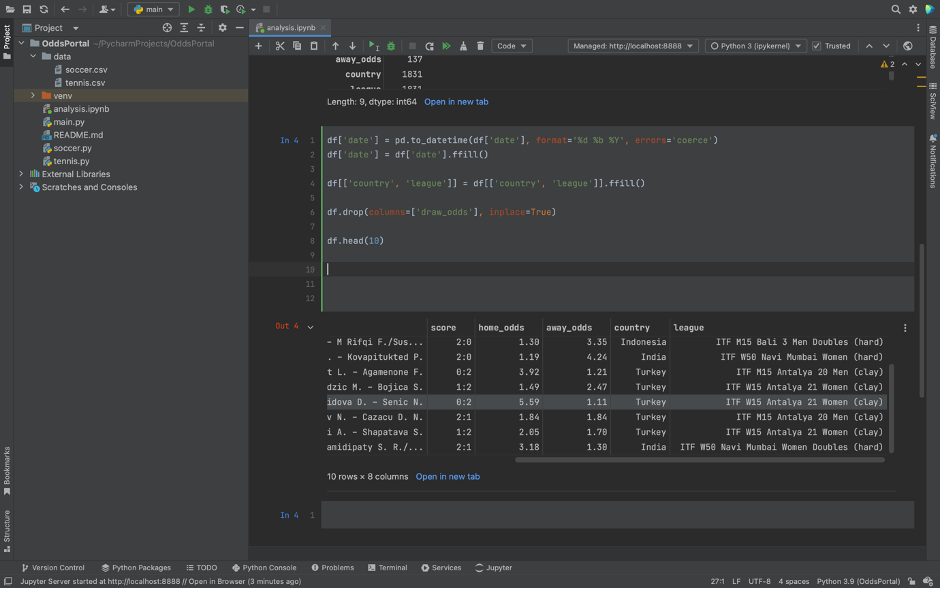 main
Project
OddsPortal ~/PycharmProjects/OddsPortal
data
soccer.csv
tennis.csv
venv
analysis.ipynb
main.py
README.md
soccer.py
tennis.py
External Libraries
Scratches and Consoles
Project
Bookmarks
Structure
analysis.ipynb
Code
Managed: http://localhost:8888
Python 3 (ipykernel)
Trusted
2
away_odds 137
country 1831
league 1831
Length: 9, dtype: int64 Open in new tab
In 4
1 df['date'] = pd.to_datetime(df['date'], format='%d %b %Y', errors='coerce')
2 df['date'] = df['date'].ffill()
3
4 df[['country', 'league']] = df[['country', 'league']].ffill()
5
6 df.drop(columns=['draw_odds'], inplace=True)
7
8 df.head(10)
9
10
11
12
Out 4
score home_odds away_odds country league
- M Rifqi F./Sus... 2:0 1.30 3.35 Indonesia ITF M15 Bali 3 Men Doubles (hard)
. - Kovapitukted P. 2:0 1.19 4.24 India ITF W50 Navi Mumbai Women (hard)
t L. - Agamenone F. 0:2 3.92 1.21 Turkey ITF M15 Antalya 20 Men (clay)
dzic M. - Bojica S. 1:2 1.49 2.47 Turkey ITF W15 Antalya 21 Women (clay)
idova D. - Senic N. 0:2 5.59 1.11 Turkey ITF W15 Antalya 21 Women (clay)
v N. - Cazacu D. N. 2:1 1.84 1.84 Turkey ITF M15 Antalya 20 Men (clay)
i A. - Shapatava S. 1:2 2.05 1.70 Turkey ITF W15 Antalya 21 Women (clay)
amidipaty S. R./... 2:1 3.18 1.30 India ITF W50 Navi Mumbai Women Doubles (hard)
10 rows × 8 columns Open in new tab
In 4 1
Database
SciView
Notifications
Version Control
Python Packages
TODO
Python Console
Problems
Terminal
Services
Jupyter
Jupyter Server started at http://localhost:8888 // Open in Browser (3 minutes ago)
27:1 LF UTF-8 4 spaces Python 3.9 (OddsPortal)